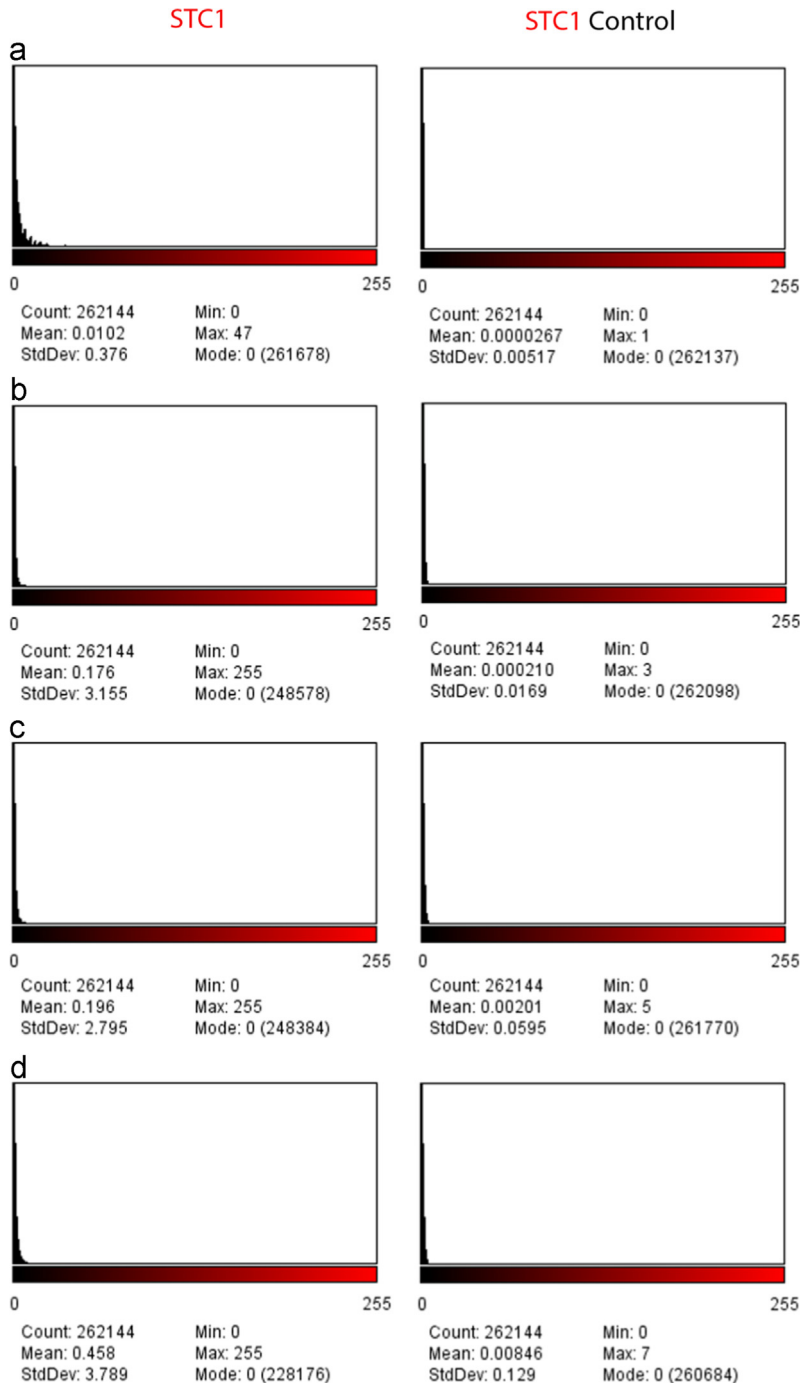 STC1 STC1 Control
a
0 255 0 255
Count: 262144 Min: 0 Count: 262144 Min: 0
Mean: 0.0102 Max: 47 Mean: 0.0000267 Max: 1
StdDev: 0.376 Mode: 0 (261678) StdDev: 0.00517 Mode: 0 (262137)
b
0 255 0 255
Count: 262144 Min: 0 Count: 262144 Min: 0
Mean: 0.176 Max: 255 Mean: 0.000210 Max: 3
StdDev: 3.155 Mode: 0 (248578) StdDev: 0.0169 Mode: 0 (262098)
c
0 255 0 255
Count: 262144 Min: 0 Count: 262144 Min: 0
Mean: 0.196 Max: 255 Mean: 0.00201 Max: 5
StdDev: 2.795 Mode: 0 (248384) StdDev: 0.0595 Mode: 0 (261770)
d
0 255 0 255
Count: 262144 Min: 0 Count: 262144 Min: 0
Mean: 0.458 Max: 255 Mean: 0.00846 Max: 7
StdDev: 3.789 Mode: 0 (228176) StdDev: 0.129 Mode: 0 (260684)